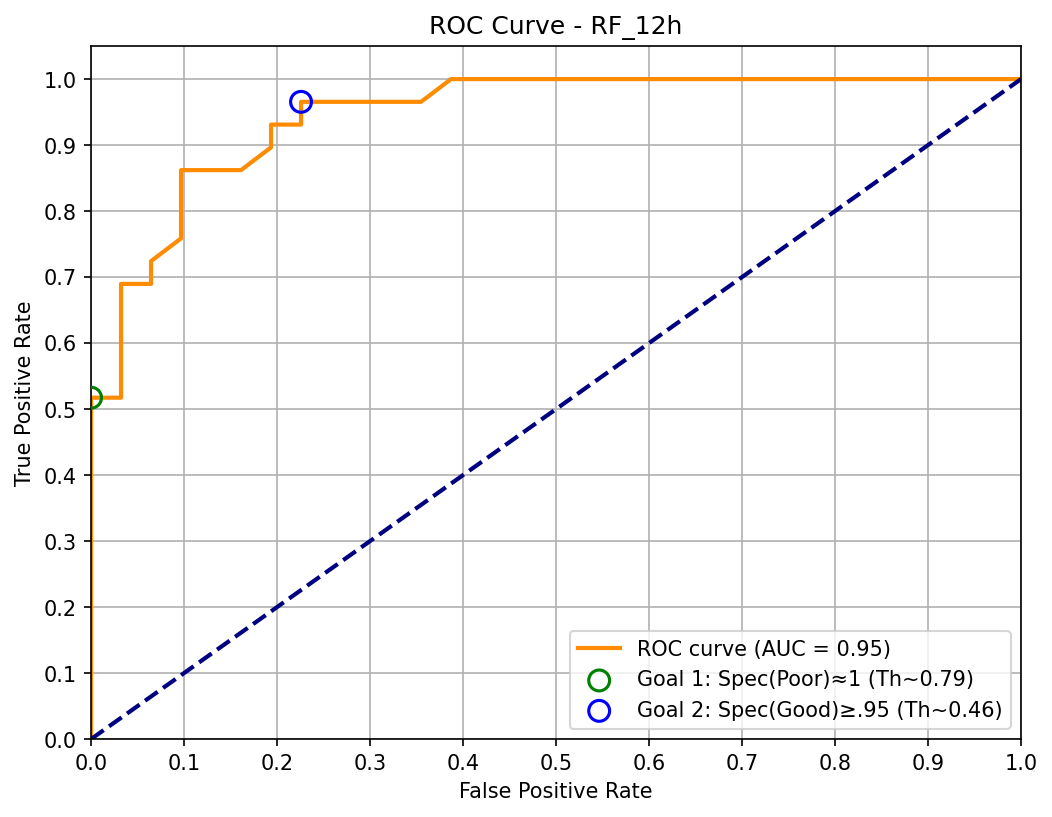 ROC Curve - RF_12h
True Positive Rate
1.0
0.9
0.8
0.7
0.6
0.5
0.4
0.3
0.2
0.1
0.0
ROC curve (AUC = 0.95)
Goal 1: Spec(Poor)≈1 (Th~0.79)
Goal 2: Spec(Good)≥.95 (Th~0.46)
0.0 0.1 0.2 0.3 0.4 0.5 0.6 0.7 0.8 0.9 1.0
False Positive Rate